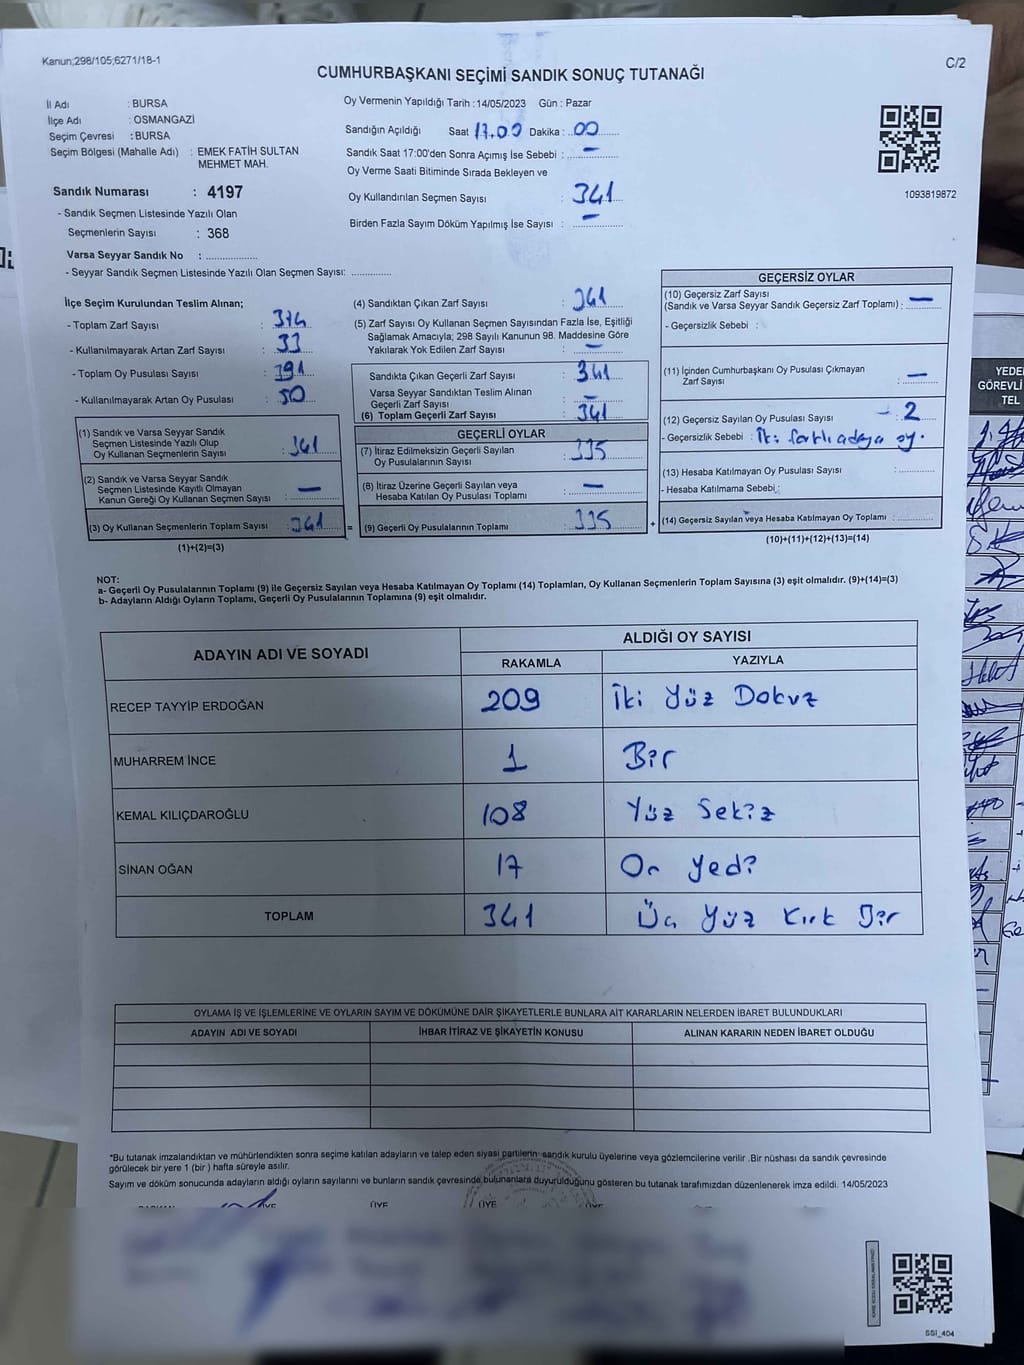 Kanun;298/105;6271/18-1
C/2
CUMHURBAŞKANI SEÇİMİ SANDIK SONUÇ TUTANAĞI
İl Adı : BURSA
İlçe Adı : OSMANGAZİ
Seçim Çevresi : BURSA
Seçim Bölgesi (Mahalle Adı) : EMEK FATİH SULTAN
MEHMET MAH.
Sandık Numarası : 4197
- Sandık Seçmen Listesinde Yazılı Olan
Seçmenlerin Sayısı : 368
Varsa Seyyar Sandık No : ..................
- Seyyar Sandık Seçmen Listesinde Yazılı Olan Seçmen Sayısı: ..............
Oy Vermenin Yapıldığı Tarih : 14/05/2023 Gün : Pazar
Sandığın Açıldığı Saat 17.00 Dakika : 00
Sandık Saat 17:00'den Sonra Açımış İse Sebebi : —
Oy Verme Saati Bitiminde Sırada Bekleyen ve
Oy Kullandırılan Seçmen Sayısı : 341
Birden Fazla Sayım Döküm Yapılmış İse Sayısı : —
1093819872
İlçe Seçim Kurulundan Teslim Alınan;
- Toplam Zarf Sayısı : 374
- Kullanılmayarak Artan Zarf Sayısı : 33
- Toplam Oy Pusulası Sayısı : 391
- Kullanılmayarak Artan Oy Pusulası : 50
(1) Sandık ve Varsa Seyyar Sandık
Seçmen Listesinde Yazılı Olup
Oy Kullanan Seçmenlerin Sayısı : 341
(2) Sandık ve Varsa Seyyar Sandık
Seçmen Listesinde Kayıtlı Olmayan
Kanun Gereği Oy Kullanan Seçmen Sayısı : —
(3) Oy Kullanan Seçmenlerin Toplam Sayısı : 341 =
(1)+(2)=(3)
(4) Sandıktan Çıkan Zarf Sayısı : 341
(5) Zarf Sayısı Oy Kullanan Seçmen Sayısından Fazla İse, Eşitliği
Sağlamak Amacıyla; 298 Sayılı Kanunun 98. Maddesine Göre
Yakılarak Yok Edilen Zarf Sayısı : —
Sandıkta Çıkan Geçerli Zarf Sayısı : 341
Varsa Seyyar Sandıktan Teslim Alınan
Geçerli Zarf Sayısı : —
(6) Toplam Geçerli Zarf Sayısı : 341
GEÇERLİ OYLAR
(7) İtiraz Edilmeksizin Geçerli Sayılan
Oy Pusulalarının Sayısı : 335
(8) İtiraz Üzerine Geçerli Sayılan veya
Hesaba Katılan Oy Pusulası Toplamı : —
(9) Geçerli Oy Pusulalarının Toplamı : 335 +
GEÇERSİZ OYLAR
(10) Geçersiz Zarf Sayısı
(Sandık ve Varsa Seyyar Sandık Geçersiz Zarf Toplamı) : —
- Geçersizlik Sebebi :
(11) İçinden Cumhurbaşkanı Oy Pusulası Çıkmayan
Zarf Sayısı : —
(12) Geçersiz Sayılan Oy Pusulası Sayısı - 2
- Geçersizlik Sebebi : İki farklı adaya oy.
(13) Hesaba Katılmayan Oy Pusulası Sayısı : ..........
- Hesaba Katılmama Sebebi :
(14) Geçersiz Sayılan veya Hesaba Katılmayan Oy Toplamı : ..........
(10)+(11)+(12)+(13)=(14)
NOT:
a- Geçerli Oy Pusulalarının Toplamı (9) ile Geçersiz Sayılan veya Hesaba Katılmayan Oy Toplamı (14) Toplamları, Oy Kullanan Seçmenlerin Toplam Sayısına (3) eşit olmalıdır. (9)+(14)=(3)
b- Adayların Aldığı Oyların Toplamı, Geçerli Oy Pusulalarının Toplamına (9) eşit olmalıdır.
ADAYIN ADI VE SOYADI
ALDIĞI OY SAYISI
RAKAMLA YAZIYLA
RECEP TAYYİP ERDOĞAN 209 İki Yüz Dokuz
MUHARREM İNCE 1 Bir
KEMAL KILIÇDAROĞLU 108 Yüz Sekiz
SİNAN OĞAN 17 On Yedi
TOPLAM 341 Üç Yüz Kırk Bir
OYLAMA İŞ VE İŞLEMLERİNE VE OYLARIN SAYIM VE DÖKÜMÜNE DAİR ŞİKAYETLERLE BUNLARA AİT KARARLARIN NELERDEN İBARET BULUNDUKLARI
ADAYIN ADI VE SOYADI İHBAR İTİRAZ VE ŞİKAYETİN KONUSU ALINAN KARARIN NEDEN İBARET OLDUĞU
*Bu tutanak imzalandıktan ve mühürlendikten sonra seçime katılan adayların ve talep eden siyasi partilerin sandık kurulu üyelerine veya gözlemcilerine verilir .Bir nüshası da sandık çevresinde
görülecek bir yere 1 (bir ) hafta süreyle asılır.
Sayım ve döküm sonucunda adayların aldığı oyların sayılarını ve bunların sandık çevresinde bulunanlara duyurulduğunu gösteren bu tutanak tarafımızdan düzenlenerek imza edildi. 14/05/2023
ÜYE ÜYE ÜYE
SSI_404
YEDEK
GÖREVLİ
TEL